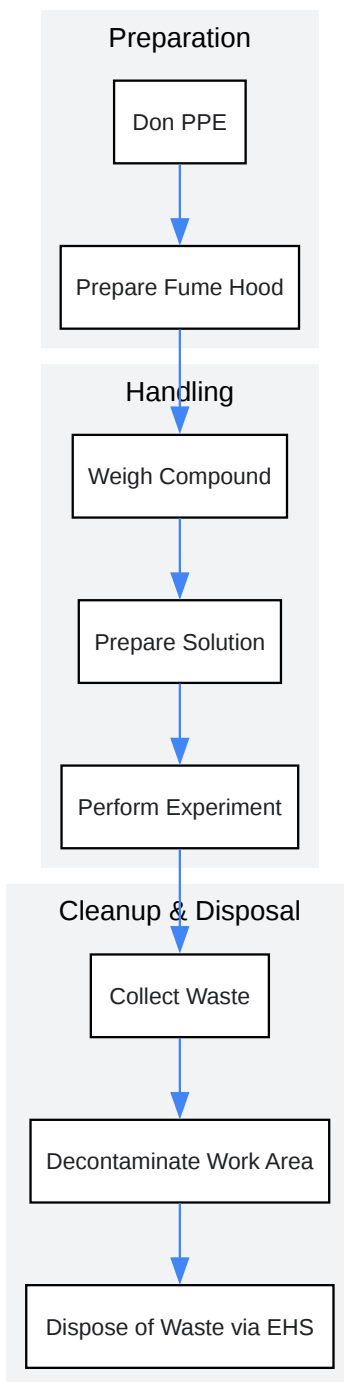 Preparation
Don PPE
Prepare Fume Hood
Handling
Weigh Compound
Prepare Solution
Perform Experiment
Cleanup & Disposal
Collect Waste
Decontaminate Work Area
Dispose of Waste via EHS